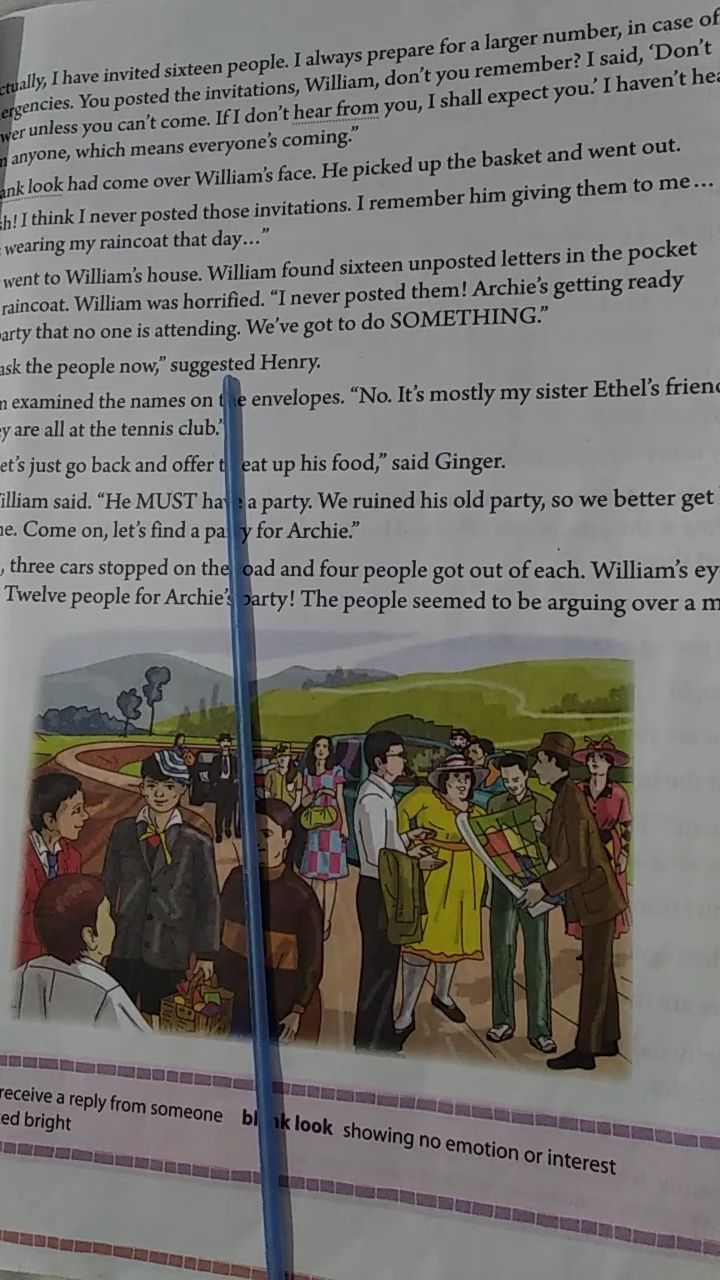 ctually, I have invited sixteen people. I always prepare for a larger number, in case of
ergencies. You posted the invitations, William, don't you remember? I said, 'Don't
wer unless you can't come. If I don't hear from you, I shall expect you.' I haven't hea
n anyone, which means everyone's coming."
ank look had come over William's face. He picked up the basket and went out.
sh! I think I never posted those invitations. I remember him giving them to me...
wearing my raincoat that day..."
went to William's house. William found sixteen unposted letters in the pocket
raincoat. William was horrified. "I never posted them! Archie's getting ready
arty that no one is attending. We've got to do SOMETHING."
ask the people now," suggested Henry.
n examined the names on t e envelopes. "No. It's mostly my sister Ethel's frien
y are all at the tennis club."
et's just go back and offer t eat up his food," said Ginger.
illiam said. "He MUST ha e a party. We ruined his old party, so we better get
ne. Come on, let's find a pa y for Archie."
, three cars stopped on the oad and four people got out of each. William's ey
Twelve people for Archie's party! The people seemed to be arguing over a m
receive a reply from someone bl nk look showing no emotion or interest
ed bright